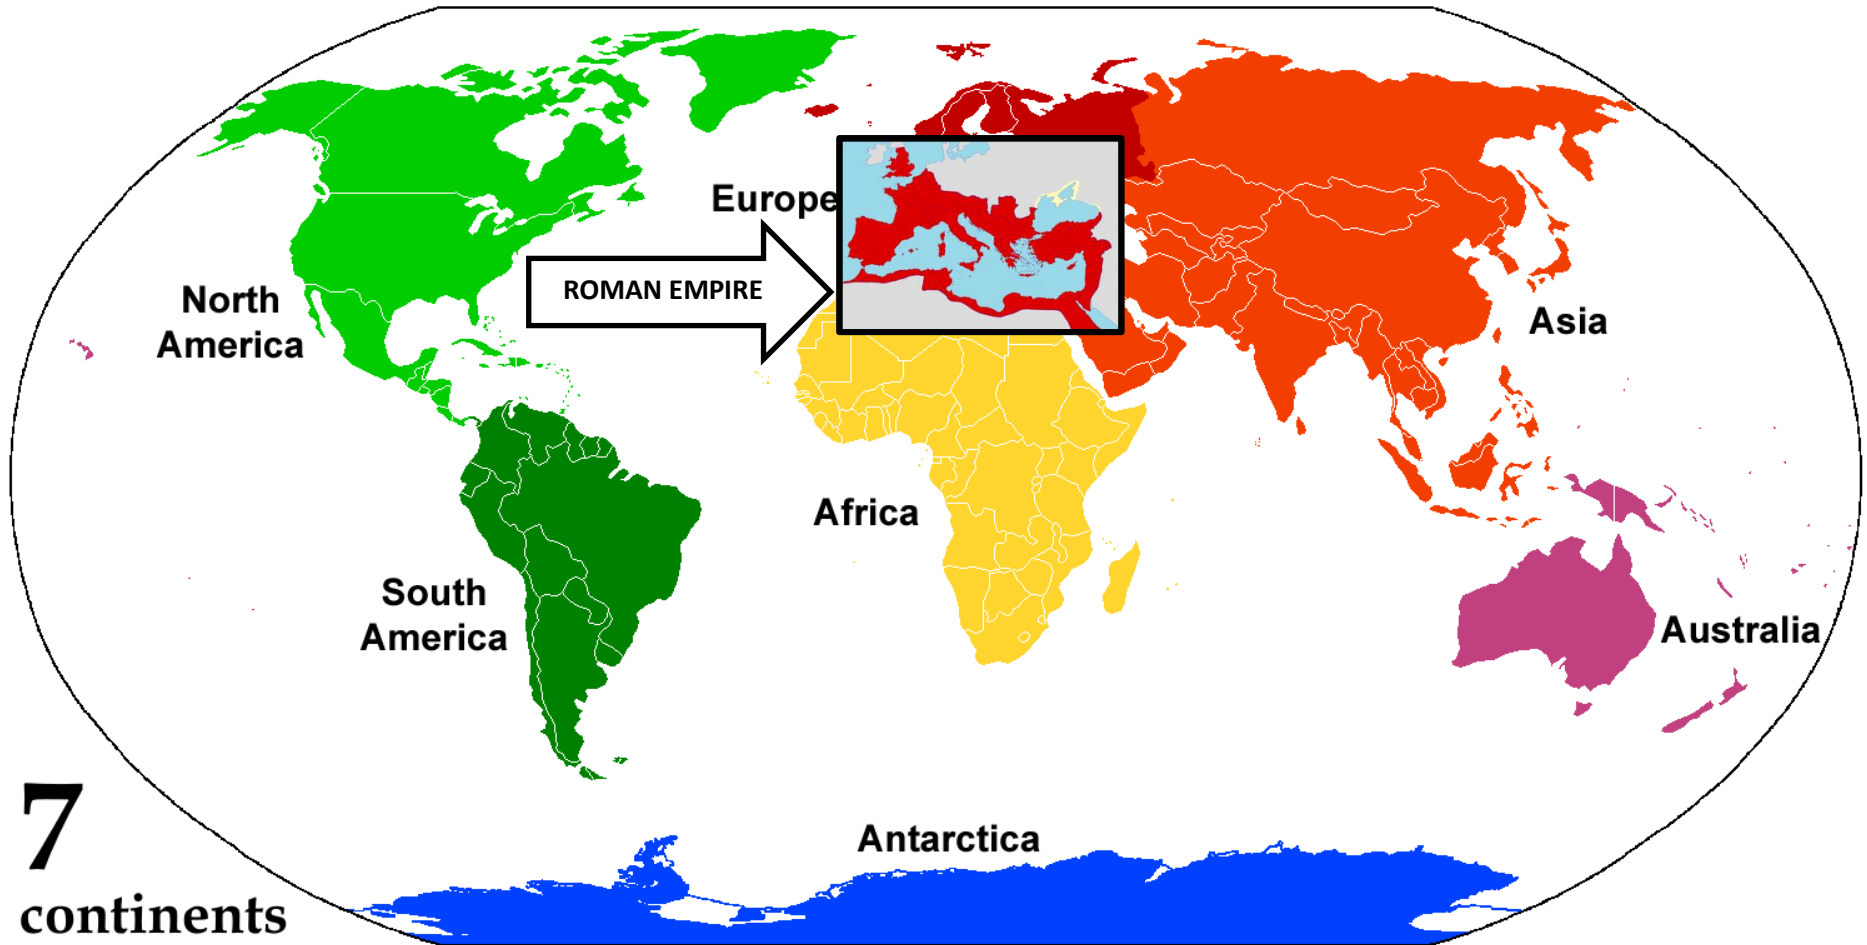 Europe
ROMAN EMPIRE
North
America
Asia
Africa
South
America
Australia
Antarctica
7
continents